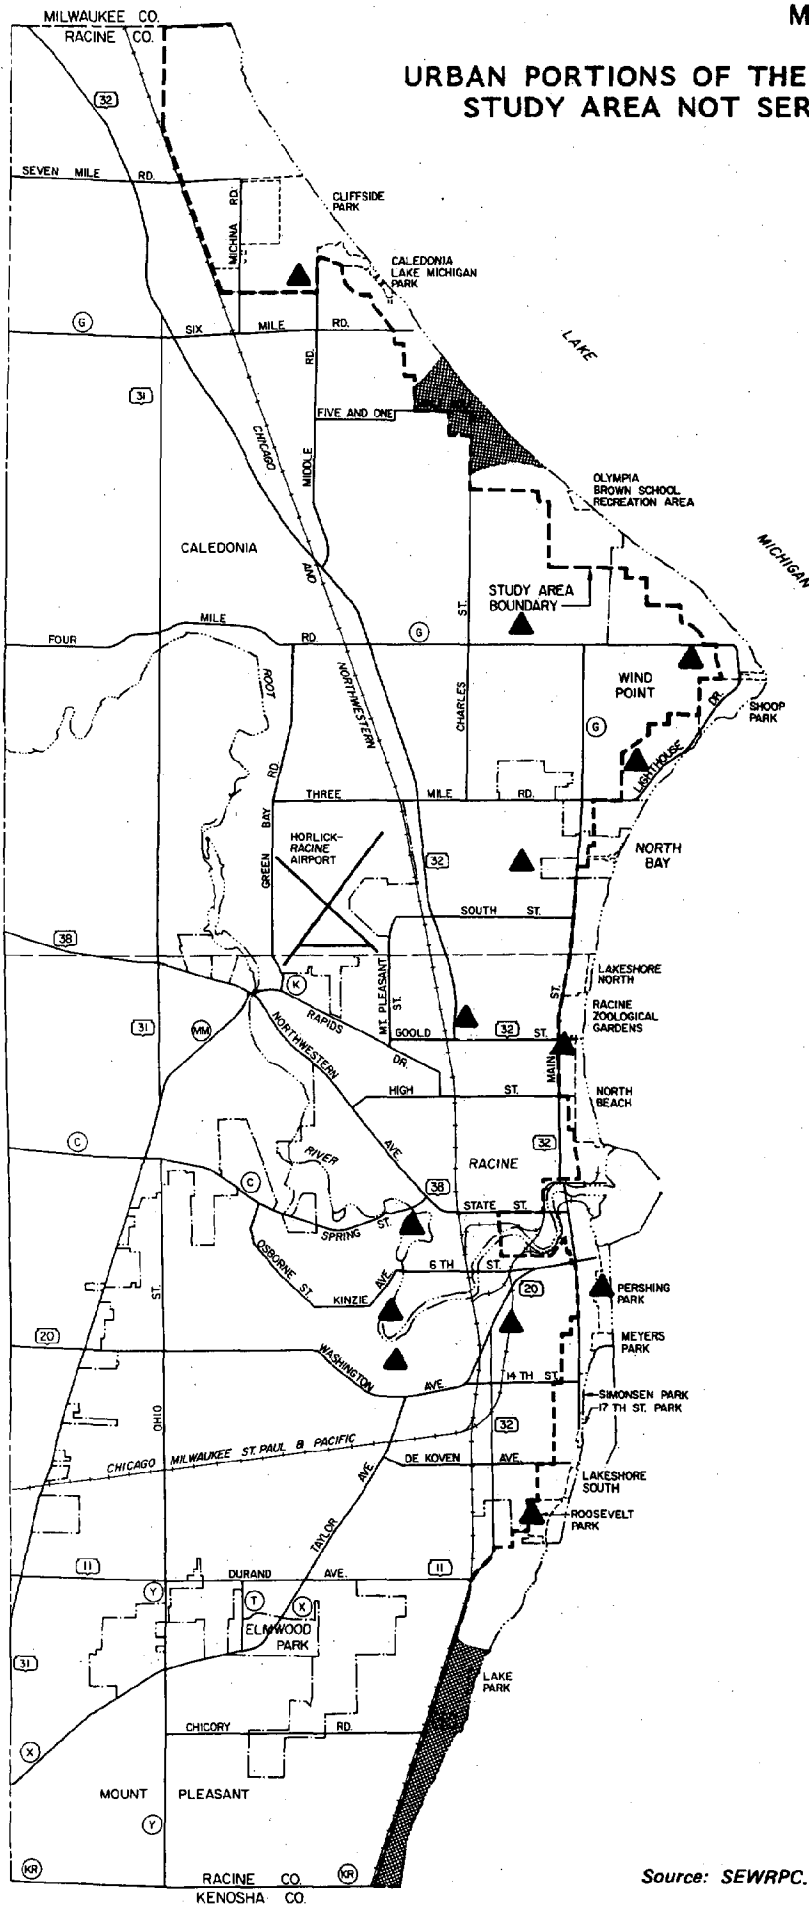 M
URBAN PORTIONS OF THE
STUDY AREA NOT SER
MILWAUKEE CO.
RACINE CO.
32
SEVEN MILE RD.
MICHNA RD.
CLIFFSIDE
PARK
CALEDONIA
LAKE MICHIGAN
PARK
G
SIX MILE RD.
LAKE
31
RD.
FIVE AND ONE
CHICAGO
MIDDLE
OLYMPIA
BROWN SCHOOL
RECREATION AREA
CALEDONIA
MICHIGAN
AND
STUDY AREA
BOUNDARY
ST.
FOUR MILE RD.
G
ROOT
NORTHWESTERN
CHARLES
WIND
POINT
DR.
SHOOP
PARK
G
LIGHTHOUSE
RD.
THREE MILE RD.
BAY
HORLICK-
RACINE
AIRPORT
GREEN
32
NORTH
BAY
SOUTH ST.
38
LAKESHORE
NORTH
K
MT. PLEASANT
ST.
ST.
RACINE
ZOOLOGICAL
GARDENS
31
MM
RAPIDS
DR.
GOOLD 32 ST.
NORTHWESTERN
MAIN
HIGH ST.
NORTH
BEACH
C
RIVER
AVE.
32
RACINE
C
38
STATE ST.
SPRING ST.
OSBORNE ST.
6 TH ST.
KINZIE AVE.
ST.
20
PERSHING
PARK
20
MEYERS
PARK
WASHINGTON AVE.
14 TH ST.
SIMONSEN PARK
17 TH ST. PARK
OHIO
32
CHICAGO MILWAUKEE ST. PAUL & PACIFIC
DE KOVEN AVE.
AVE.
LAKESHORE
SOUTH
TAYLOR
ROOSEVELT
PARK
11
DURAND AVE.
11
Y
T
X
ELMWOOD
PARK
31
LAKE
PARK
CHICORY RD.
X
MOUNT PLEASANT
Y
KR
KR
RACINE CO.
KENOSHA CO.
Source: SEWRPC.